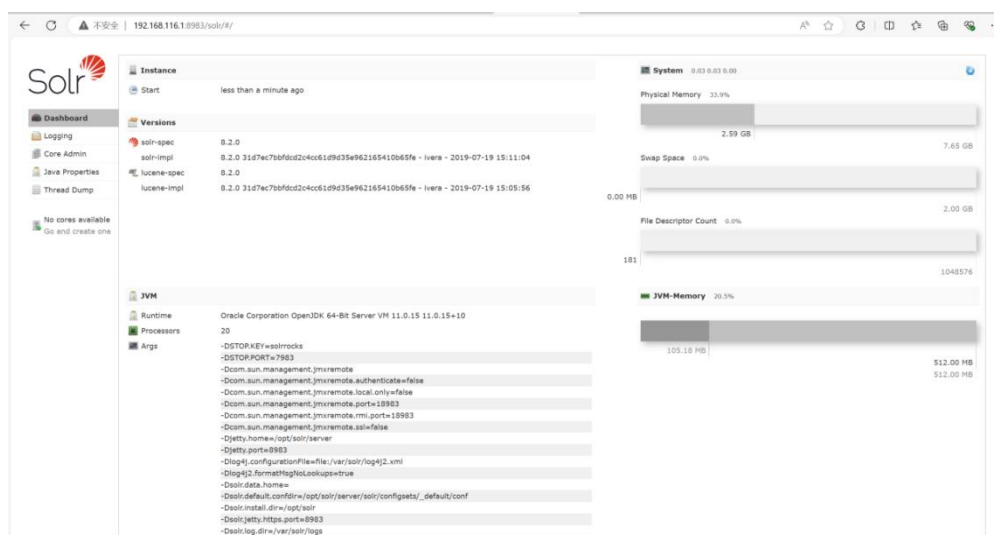 不安全 | 192.168.116.1:8983/solr/#/
Solr
Dashboard
Logging
Core Admin
Java Properties
Thread Dump
No cores available
Go and create one
Instance
Start less than a minute ago
Versions
solr-spec 8.2.0
solr-impl 8.2.0 31d7ec7bbfdcd2c4cc61d9d35e962165410b65fe - ivera - 2019-07-19 15:11:04
lucene-spec 8.2.0
lucene-impl 8.2.0 31d7ec7bbfdcd2c4cc61d9d35e962165410b65fe - ivera - 2019-07-19 15:05:56
System 0.03 0.03 0.00
Physical Memory 33.9%
2.59 GB
7.65 GB
Swap Space 0.0%
0.00 MB
2.00 GB
File Descriptor Count 0.0%
181
1048576
JVM
Runtime Oracle Corporation OpenJDK 64-Bit Server VM 11.0.15 11.0.15+10
Processors 20
Args -DSTOP.KEY=solrrocks
-DSTOP.PORT=7983
-Dcom.sun.management.jmxremote
-Dcom.sun.management.jmxremote.authenticate=false
-Dcom.sun.management.jmxremote.local.only=false
-Dcom.sun.management.jmxremote.port=18983
-Dcom.sun.management.jmxremote.rmi.port=18983
-Dcom.sun.management.jmxremote.ssl=false
-Djetty.home=/opt/solr/server
-Djetty.port=8983
-Dlog4j.configurationFile=file:/var/solr/log4j2.xml
-Dlog4j2.formatMsgNoLookups=true
-Dsolr.data.home=
-Dsolr.default.confdir=/opt/solr/server/solr/configsets/_default/conf
-Dsolr.install.dir=/opt/solr
-Dsolr.jetty.https.port=8983
-Dsolr.log.dir=/var/solr/logs
JVM-Memory 20.5%
105.18 MB
512.00 MB
512.00 MB